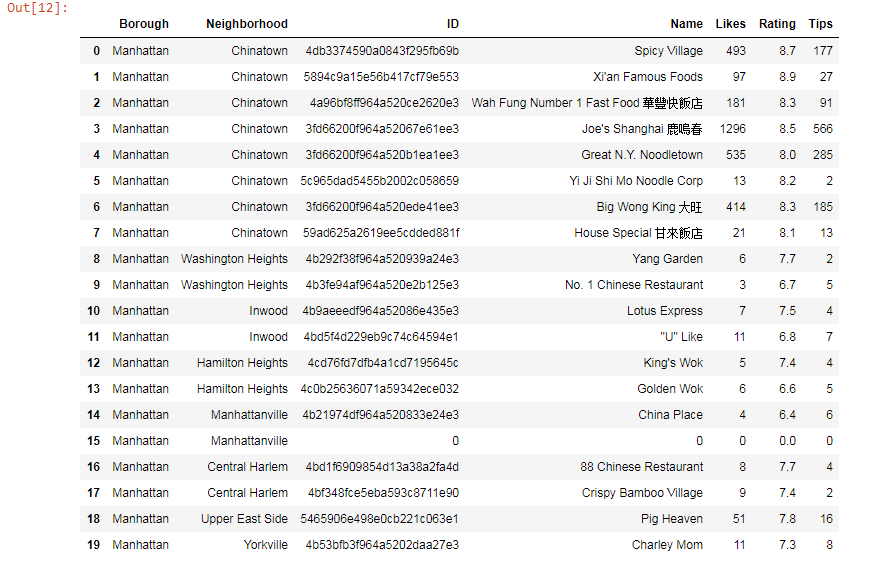 Out[12]:
Borough Neighborhood ID Name Likes Rating Tips
0 Manhattan Chinatown 4db3374590a0843f295fb69b Spicy Village 493 8.7 177
1 Manhattan Chinatown 5894c9a15e56b417cf79e553 Xi'an Famous Foods 97 8.9 27
2 Manhattan Chinatown 4a96bf8ff964a520ce2620e3 Wah Fung Number 1 Fast Food 華豐快飯店 181 8.3 91
3 Manhattan Chinatown 3fd66200f964a52067e61ee3 Joe's Shanghai 鹿嗚春 1296 8.5 566
4 Manhattan Chinatown 3fd66200f964a520b1ea1ee3 Great N.Y. Noodletown 535 8.0 285
5 Manhattan Chinatown 5c965dad5455b2002c058659 Yi Ji Shi Mo Noodle Corp 13 8.2 2
6 Manhattan Chinatown 3fd66200f964a520ede41ee3 Big Wong King 大旺 414 8.3 185
7 Manhattan Chinatown 59ad625a2619ee5cdded881f House Special 甘來飯店 21 8.1 13
8 Manhattan Washington Heights 4b292f38f964a520939a24e3 Yang Garden 6 7.7 2
9 Manhattan Washington Heights 4b3fe94af964a520e2b125e3 No. 1 Chinese Restaurant 3 6.7 5
10 Manhattan Inwood 4b9aeeedf964a52086e435e3 Lotus Express 7 7.5 4
11 Manhattan Inwood 4bd5f4d229eb9c74c64594e1 "U" Like 11 6.8 7
12 Manhattan Hamilton Heights 4cd76fd7dfb4a1cd7195645c King's Wok 5 7.4 4
13 Manhattan Hamilton Heights 4c0b25636071a59342ece032 Golden Wok 6 6.6 5
14 Manhattan Manhattanville 4b21974df964a520833e24e3 China Place 4 6.4 6
15 Manhattan Manhattanville 0 0 0 0.0 0
16 Manhattan Central Harlem 4bd1f6909854d13a38a2fa4d 88 Chinese Restaurant 8 7.7 4
17 Manhattan Central Harlem 4bf348fce5eba593c8711e90 Crispy Bamboo Village 9 7.4 2
18 Manhattan Upper East Side 5465906e498e0cb221c063e1 Pig Heaven 51 7.8 16
19 Manhattan Yorkville 4b53bfb3f964a5202daa27e3 Charley Mom 11 7.3 8